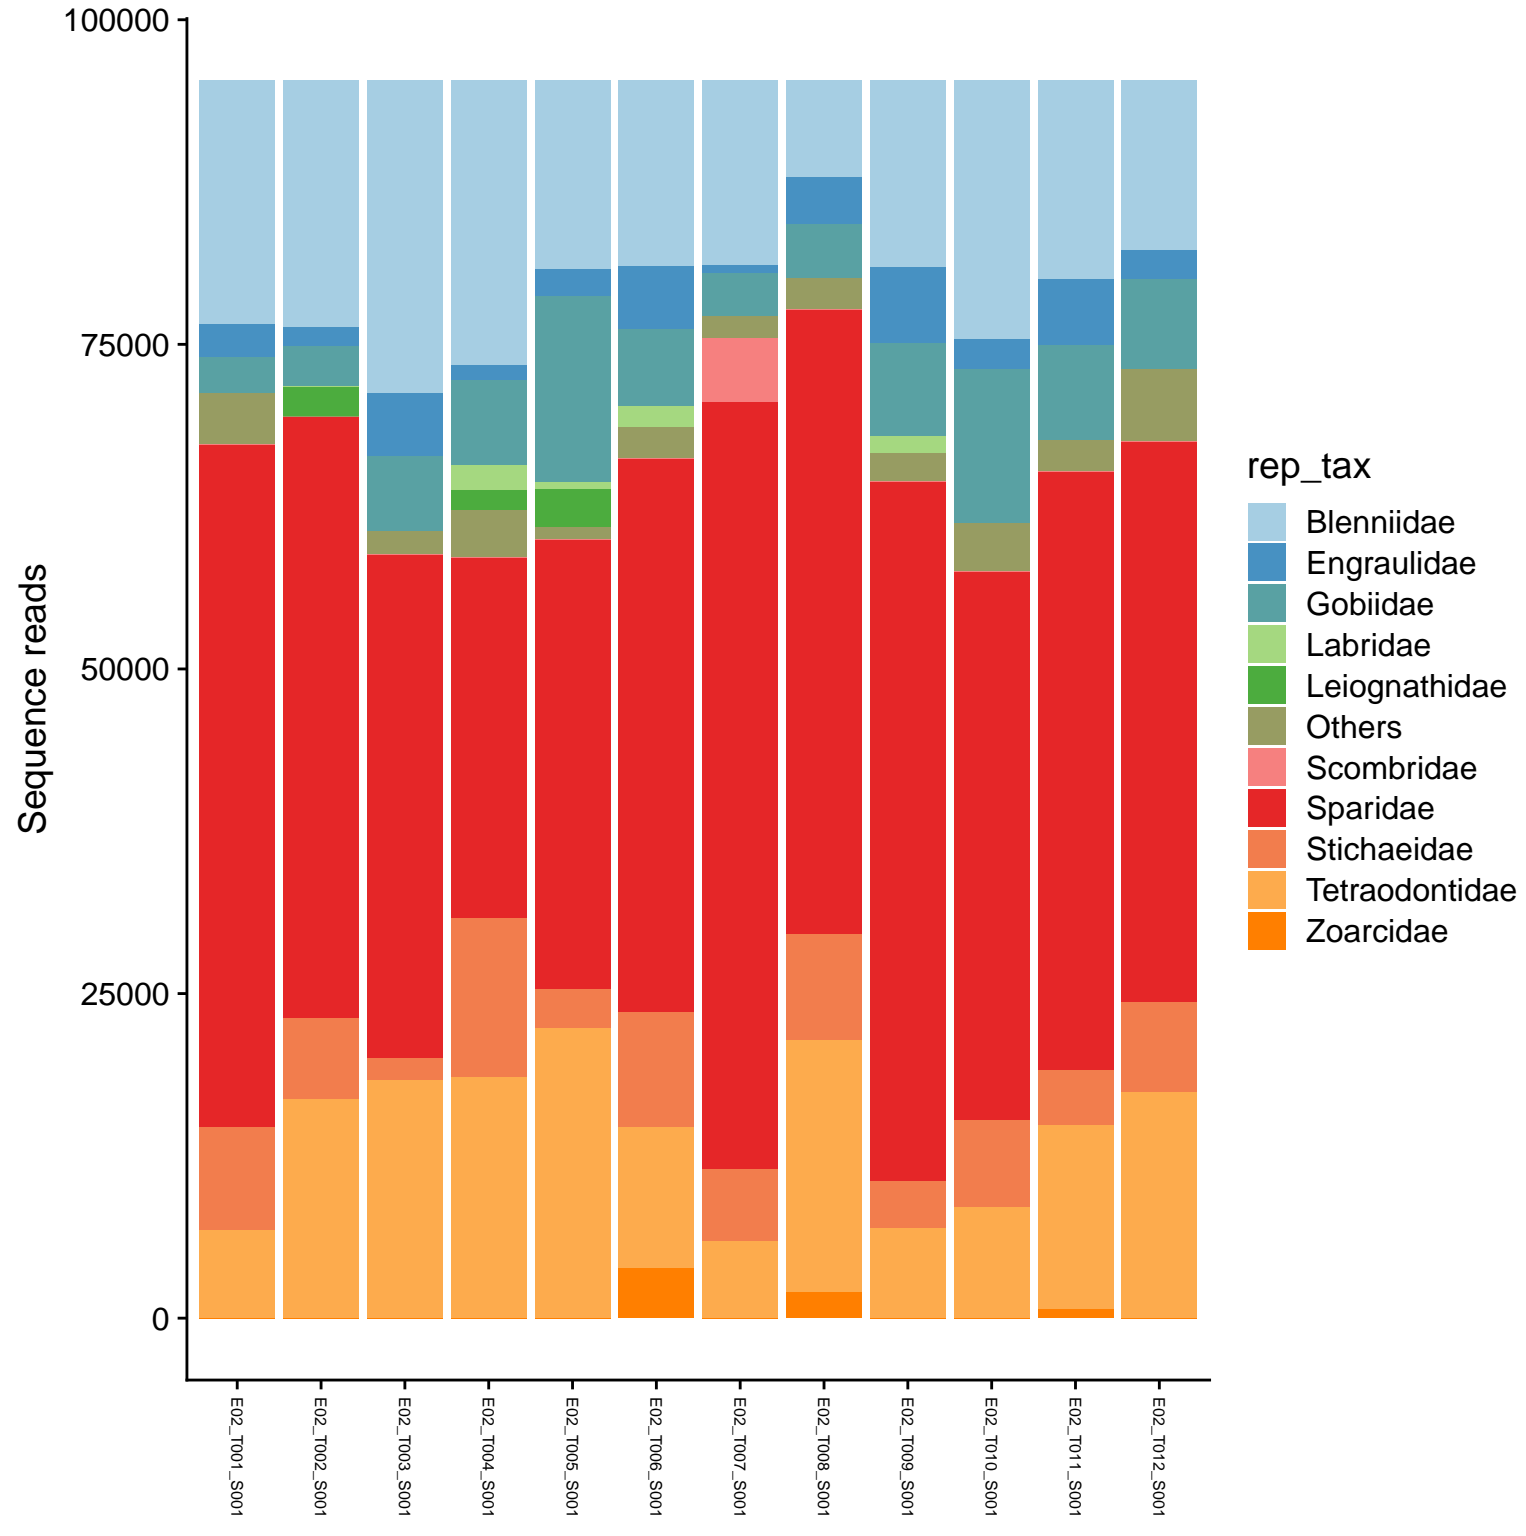 100000
75000
50000
25000
0
Sequence reads
E02_T001_S001
E02_T002_S001
E02_T003_S001
E02_T004_S001
E02_T005_S001
E02_T006_S001
E02_T007_S001
E02_T008_S001
E02_T009_S001
E02_T010_S001
E02_T011_S001
E02_T012_S001
rep_tax
Blenniidae
Engraulidae
Gobiidae
Labridae
Leiognathidae
Others
Scombridae
Sparidae
Stichaeidae
Tetraodontidae
Zoarcidae